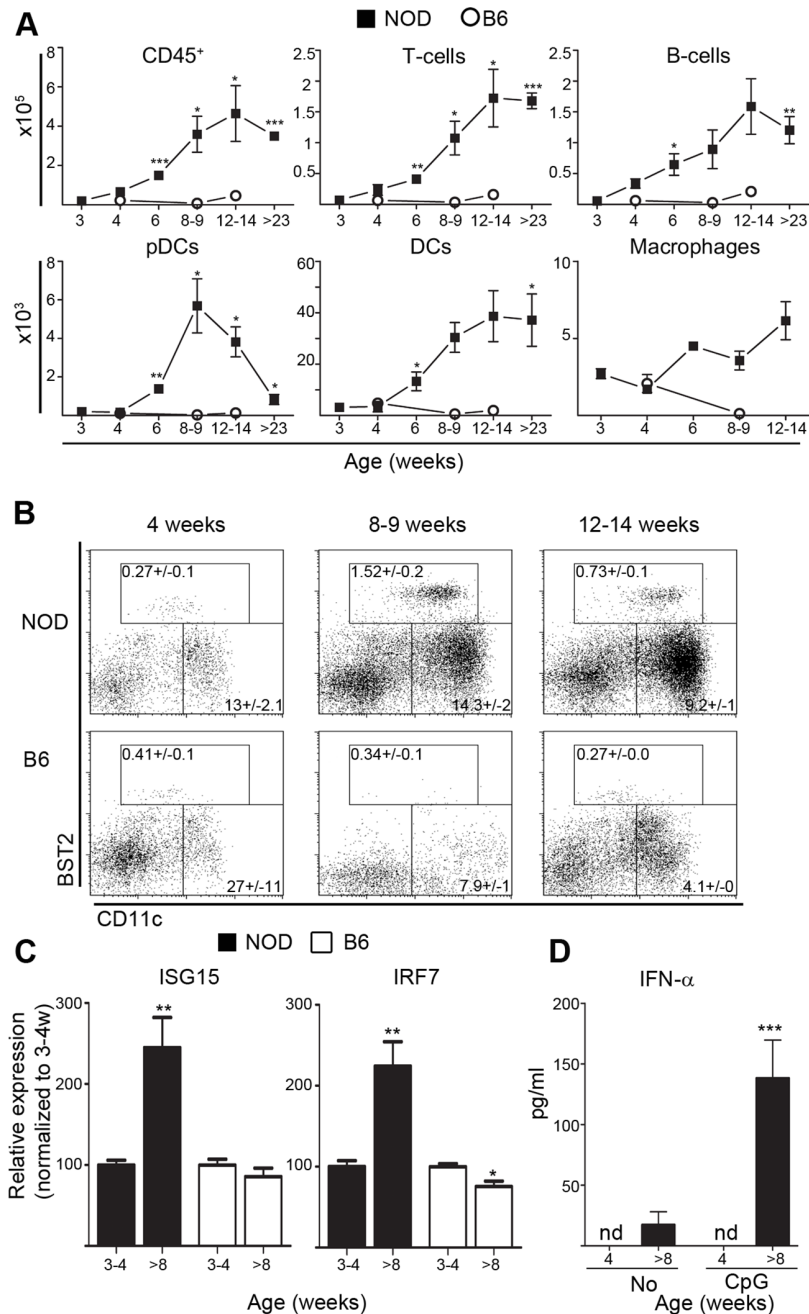 A
NOD B6
CD45+ T-cells B-cells
x10^5
8 2.5 2.5
6 2 2
4 1.5 1.5
2 1 1
0.5 0.5
3 4 6 8-9 12-14 >23 3 4 6 8-9 12-14 >23 3 4 6 8-9 12-14 >23
*** * * *** ** * * *** * **
pDCs DCs Macrophages
x10^3
8 60 10
6 40 5
4 20
2
3 4 6 8-9 12-14 >23 3 4 6 8-9 12-14 >23 3 4 6 8-9 12-14
** * * * * *
Age (weeks)
B
4 weeks 8-9 weeks 12-14 weeks
NOD
0.27+/-0.1 1.52+/-0.2 0.73+/-0.1
13+/-2.1 14.3+/-2 9.2+/-1
B6
0.41+/-0.1 0.34+/-0.1 0.27+/-0.0
27+/-11 7.9+/-1 4.1+/-0
BST2
CD11c
C
NOD B6
ISG15 IRF7
Relative expression
(normalized to 3-4w)
300 300
200 200
100 100
** ** *
3-4 >8 3-4 >8 3-4 >8 3-4 >8
Age (weeks)
D
IFN-α
pg/ml
200
150
100
50
nd nd ***
4 >8 4 >8
No CpG
Age (weeks)